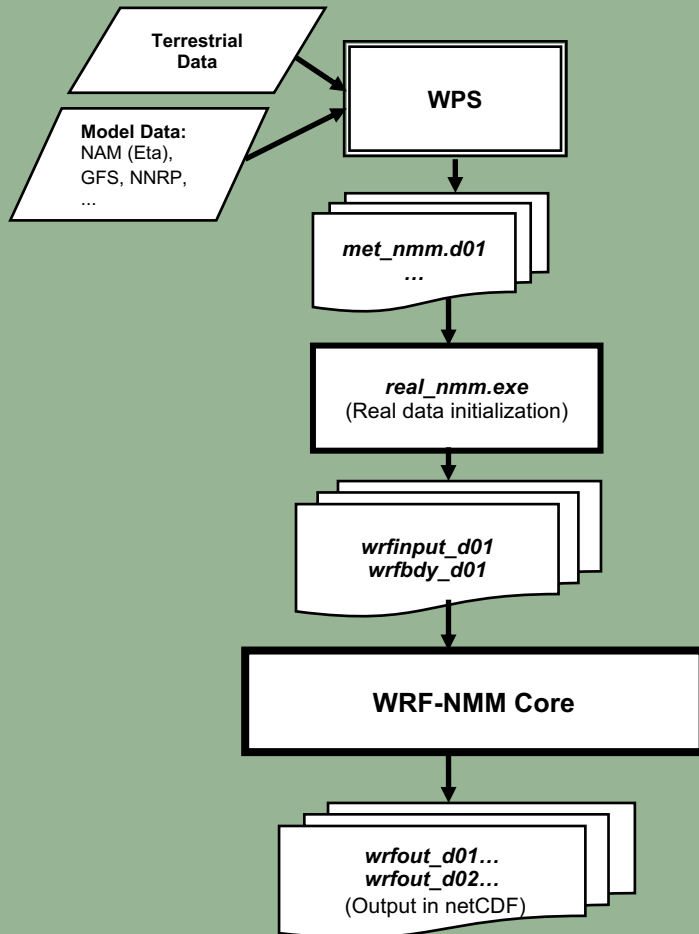 Terrestrial
Data
WPS
Model Data:
NAM (Eta),
GFS, NNRP,
...
met_nmm.d01
…
real_nmm.exe
(Real data initialization)
wrfinput_d01
wrfbdy_d01
WRF-NMM Core
wrfout_d01…
wrfout_d02…
(Output in netCDF)